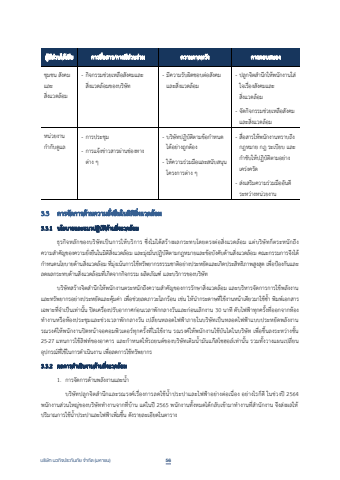 ผู้มีส่วนได้เสีย การสื่อสาร/การมีส่วนร่วม ความคาดหวัง การตอบสนอง
ชุมชน สังคม - กิจกรรมช่วยเหลือสังคมและ - มีความรับผิดชอบต่อสังคม - ปลูกจิตสำนึกให้พนักงานใส่
และ สิ่งแวดล้อมของบริษัท และสิ่งแวดล้อม ใจเรื่องสังคมและ
สิ่งแวดล้อม สิ่งแวดล้อม
- จัดกิจกรรมช่วยเหลือสังคม
และสิ่งแวดล้อม
หน่วยงาน - การประชุม - บริษัทปฏิบัติตามข้อกำหนด - สื่อสารให้พนักงานทราบถึง
กำกับดูแล - การแจ้งข่าวสารผ่านช่องทาง ได้อย่างถูกต้อง กฎหมาย กฎ ระเบียบ และ
ต่าง ๆ - ให้ความร่วมมือและสนับสนุน กำชับให้ปฏิบัติตามอย่าง
โครงการต่าง ๆ เคร่งครัด
- ส่งเสริมความร่วมมืออันดี
ระหว่างหน่วยงาน
3.3 การจัดการด้านความยั่งยืนในมิติสิ่งแวดล้อม
3.3.1 นโยบายและแนวปฏิบัติด้านสิ่งแวดล้อม
ธุรกิจหลักของบริษัทเป็นการให้บริการ ซึ่งไม่ได้สร้างผลกระทบโดยตรงต่อสิ่งแวดล้อม แต่บริษัทก็ตระหนักถึง
ความสำคัญของความยั่งยืนในมิติสิ่งแวดล้อม และมุ่งมั่นปฏิบัติตามกฎหมายและข้อบังคับด้านสิ่งแวดล้อม คณะกรรมการจึงได้
กำหนดนโยบายด้านสิ่งแวดล้อม ที่มุ่งเน้นการใช้ทรัพยากรธรรมชาติอย่างประหยัดและเกิดประสิทธิภาพสูงสุด เพื่อป้องกันและ
ลดผลกระทบด้านสิ่งแวดล้อมที่เกิดจากกิจกรรม ผลิตภัณฑ์ และบริการของบริษัท
บริษัทสร้างจิตสำนึกให้พนักงานตระหนักถึงความสำคัญของการรักษาสิ่งแวดล้อม และบริหารจัดการการใช้พลังงาน
และทรัพยากรอย่างประหยัดและคุ้มค่า เพื่อช่วยลดภาวะโลกร้อน เช่น ให้นำกระดาษที่ใช้งานหน้าเดียวมาใช้ซ้ำ พิมพ์เอกสาร
เฉพาะที่จำเป็นเท่านั้น ปิดเครื่องปรับอากาศก่อนเวลาพักกลางวันและก่อนเลิกงาน 30 นาที ดับไฟฟ้าทุกครั้งที่ออกจากห้อง
ทำงานหรือห้องประชุมและช่วงเวลาพักกลางวัน เปลี่ยนหลอดไฟฟ้าภายในบริษัทเป็นหลอดไฟฟ้าแบบประหยัดพลังงาน
รณรงค์ให้พนักงานปิดหน้าจอคอมพิวเตอร์ทุกครั้งที่ไม่ใช้งาน รณรงค์ให้พนักงานใช้บันไดในบริษัท เพื่อขึ้นลงระหว่างชั้น
25-27 แทนการใช้ลิฟท์ของอาคาร และกำหนดให้รถยนต์ของบริษัทเติมน้ำมันแก๊สโซฮอล์เท่านั้น รวมทั้งวางแผนเปลี่ยน
อุปกรณ์ที่ใช้ในการดำเนินงาน เพื่อลดการใช้ทรัพยากร
3.3.2 ผลการดำเนินงานด้านสิ่งแวดล้อม
1. การจัดการด้านพลังงานและน้ำ
บริษัทปลูกจิตสำนึกและรณรงค์เรื่องการลดใช้น้ำประปาและไฟฟ้าอย่างต่อเนื่อง อย่างไรก็ดี ในช่วงปี 2564
พนักงานส่วนใหญ่ของบริษัททำงานจากที่บ้าน แต่ในปี 2565 พนักงานทั้งหมดได้กลับเข้ามาทำงานที่สำนักงาน จึงส่งผลให้
ปริมาณการใช้น้ำประปาและไฟฟ้าเพิ่มขึ้น ดังรายละเอียดในตาราง
54